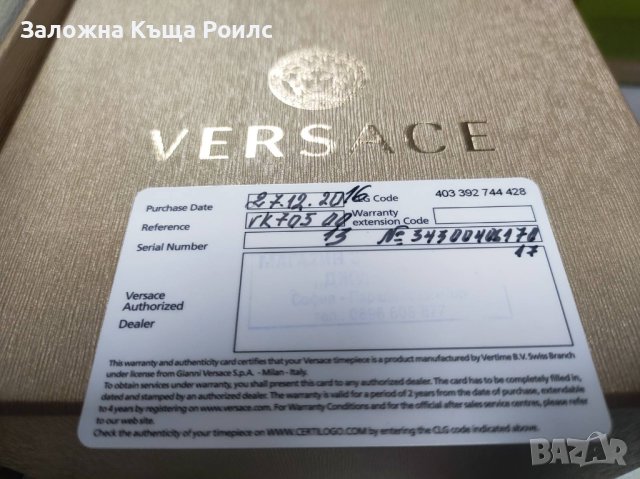 Заложна Къща Роилс
VERSACE
Purchase Date 27.12.2016 CLG Code 403 392 744 428
Reference VK705 00 Warranty extension Code
13 № 34300406170
Serial Number 17
Versace Authorized Dealer
This warranty and authenticity card certifies that your Versace timepiece is a product manufactured by Vertime B.V. Swiss Branch
under license from Gianni Versace S.p.A. - Milan - Italy.
To obtain services under warranty, you shall present this card to any authorized dealer. The card has to be completely filled in,
dated and stamped by an authorized dealer. The warranty is valid for a period of 2 years from the date of purchase, extendable
to 4 years by registering on www.versace.com. For Warranty Conditions and for the official after sales service centres, please refer to
our web site.
Check the authenticity of your timepiece on WWW.CERTILOGO.COM by entering the CLG code indicated above.
BAZAR